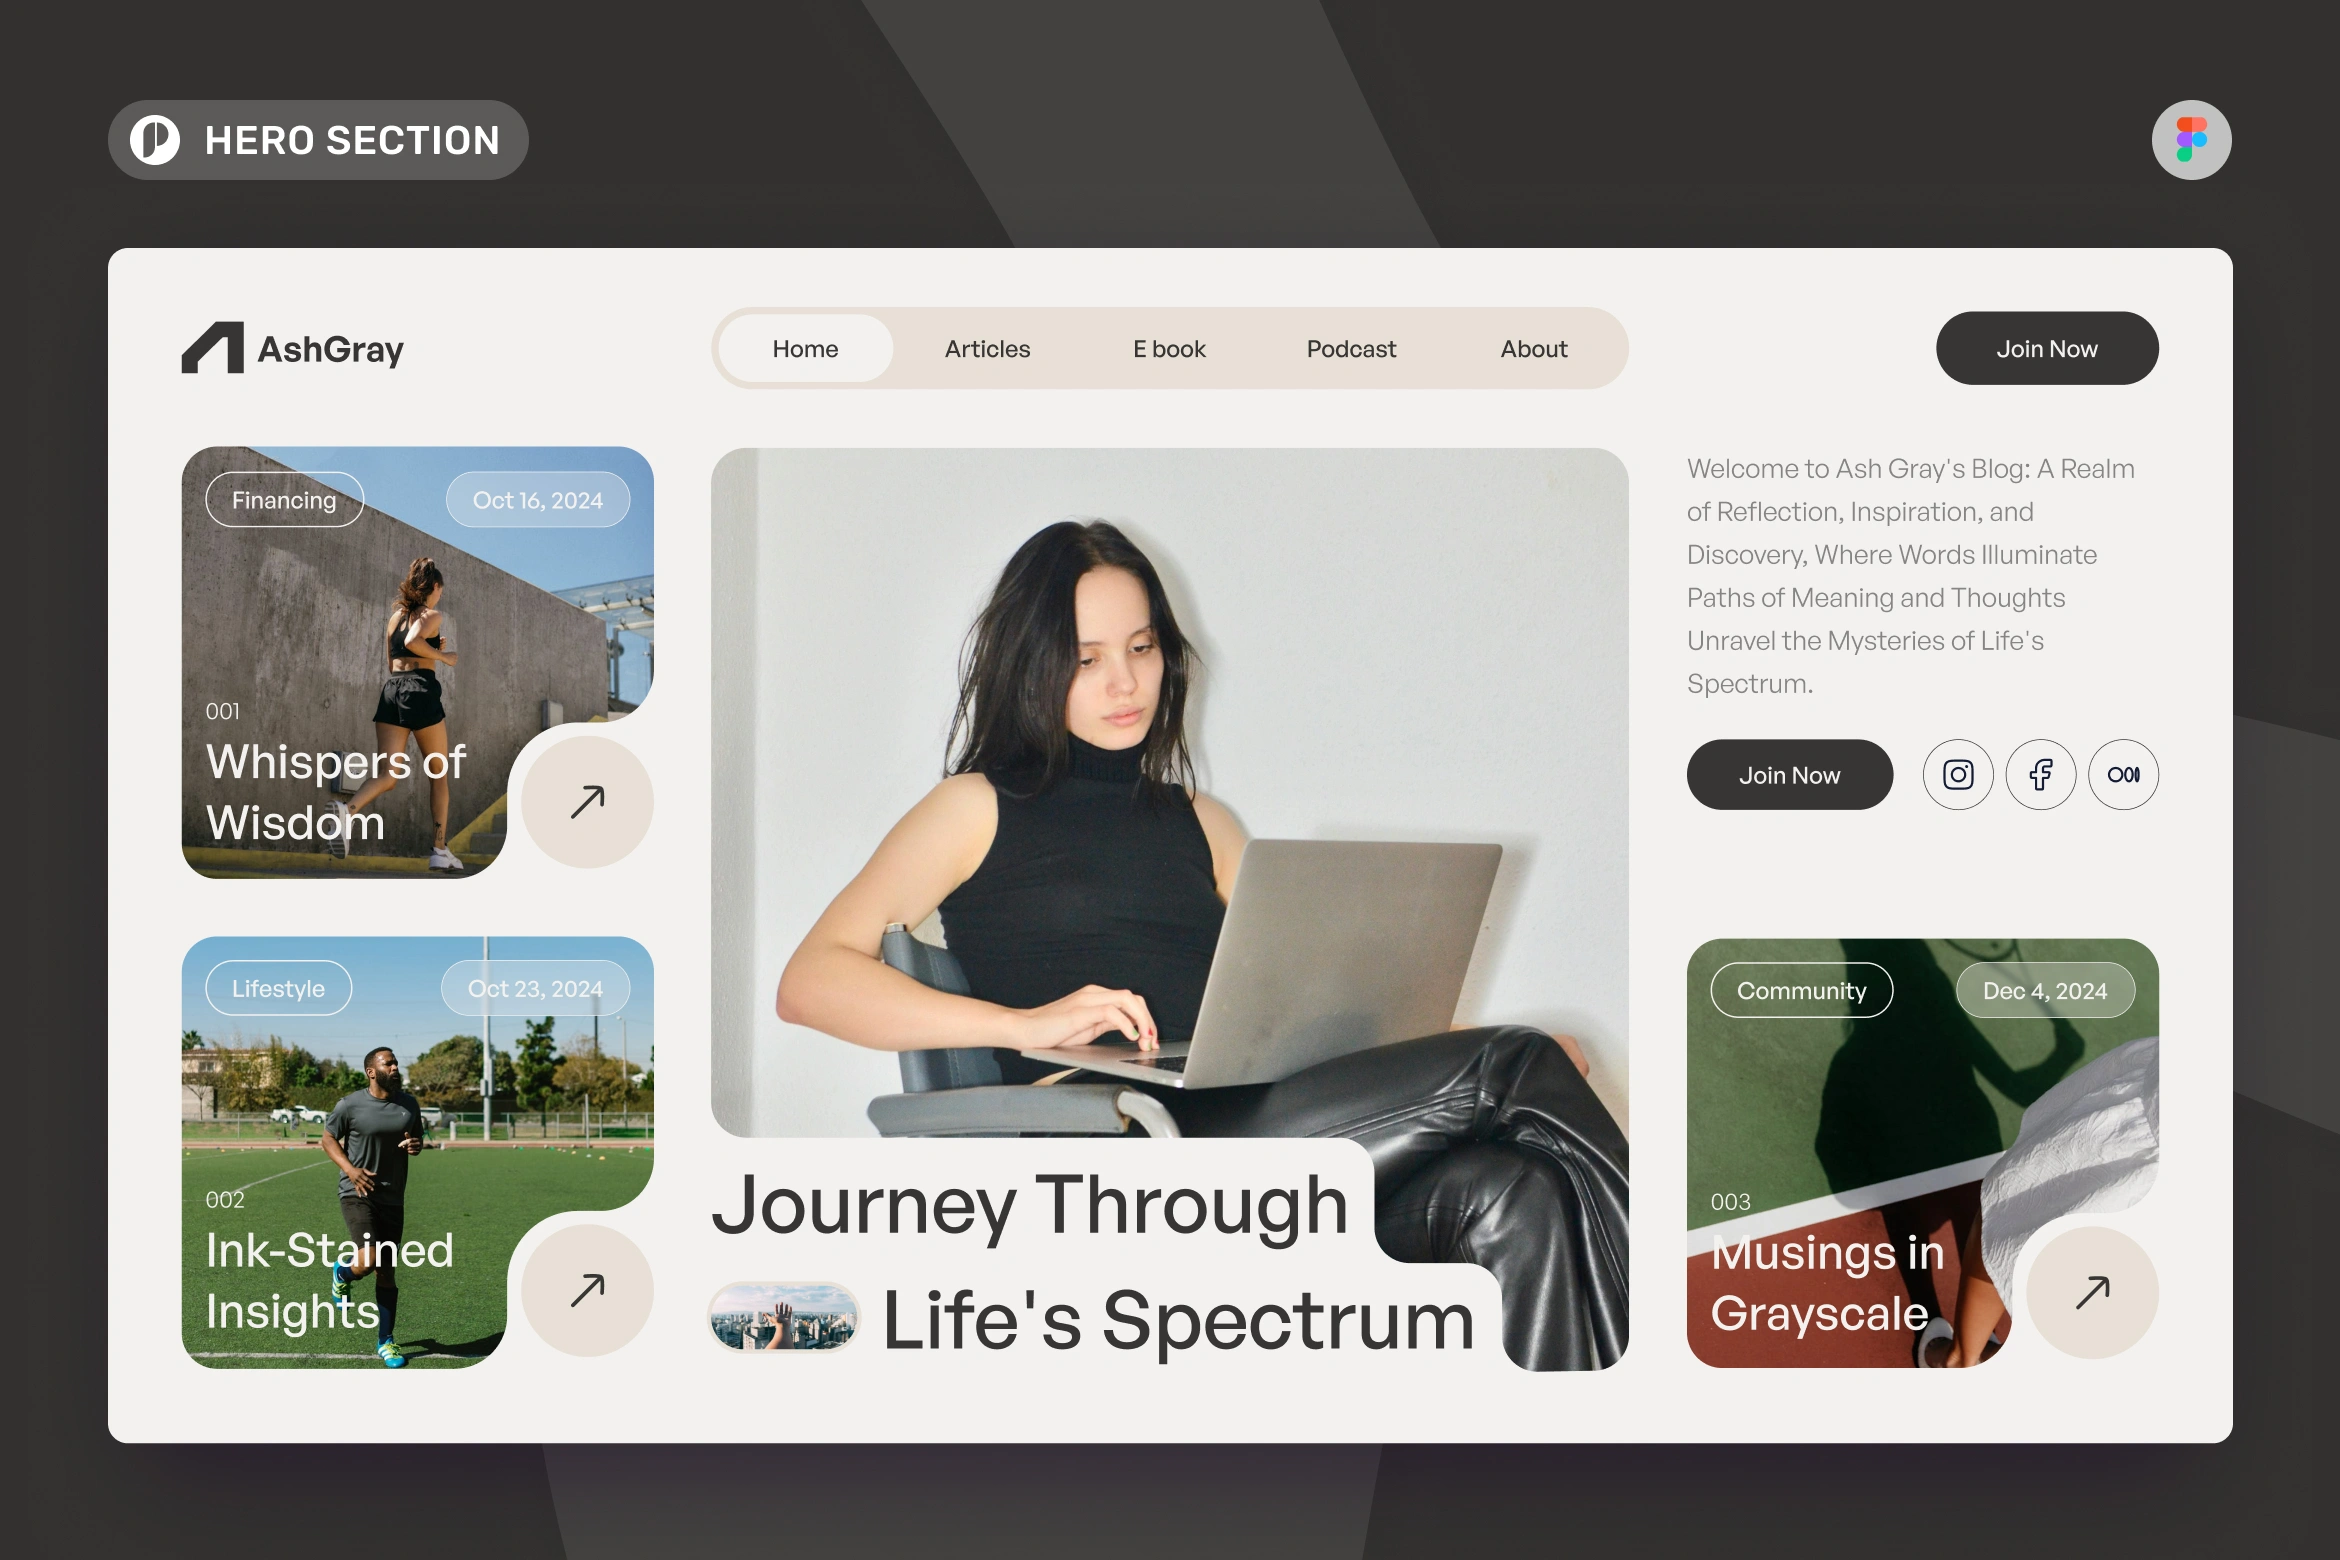 HERO SECTION
AshGray
Home
Articles
E book
Podcast
About
Join Now
Financing
Oct 16, 2024
001
Whispers of
Wisdom
Lifestyle
Oct 23, 2024
002
Ink-Stained
Insights
Journey Through
Life's Spectrum
Welcome to Ash Gray's Blog: A Realm
of Reflection, Inspiration, and
Discovery, Where Words Illuminate
Paths of Meaning and Thoughts
Unravel the Mysteries of Life's
Spectrum.
Join Now
Community
Dec 4, 2024
003
Musings in
Grayscale